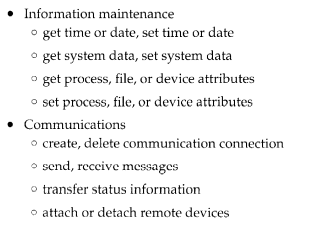 • Information maintenance
○ get time or date, set time or date
○ get system data, set system data
○ get process, file, or device attributes
○ set process, file, or device attributes
• Communications
○ create, delete communication connection
○ send, receive messages
○ transfer status information
○ attach or detach remote devices